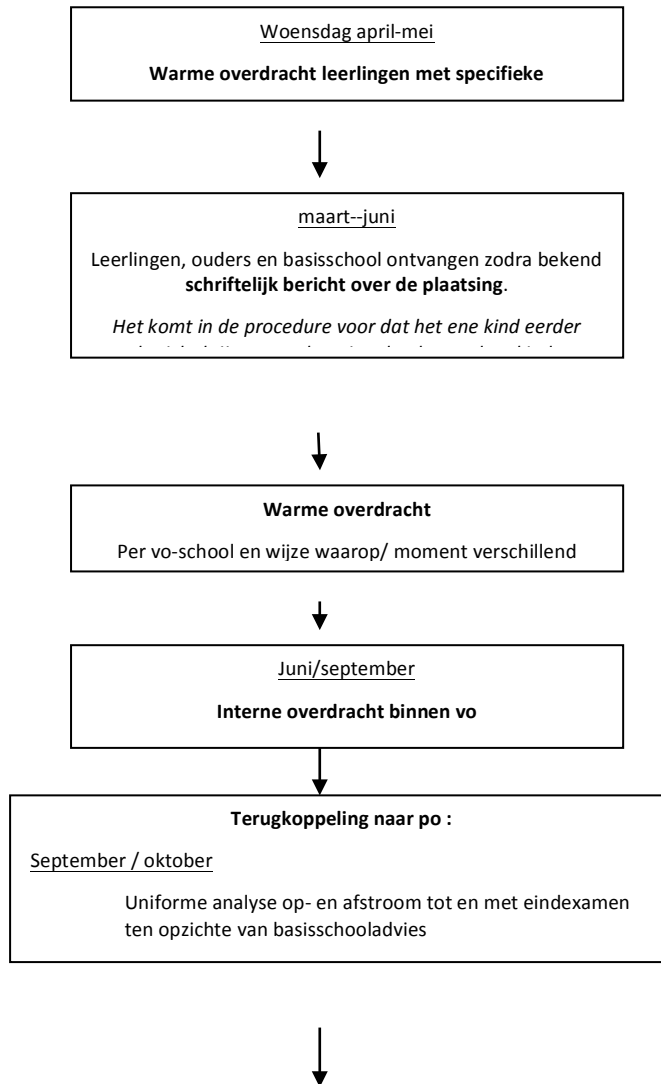 Woensdag april-mei
Warme overdracht leerlingen met specifieke
maart--juni
Leerlingen, ouders en basisschool ontvangen zodra bekend
schriftelijk bericht over de plaatsing.
Het komt in de procedure voor dat het ene kind eerder
Warme overdracht
Per vo-school en wijze waarop/ moment verschillend
Juni/september
Interne overdracht binnen vo
Terugkoppeling naar po :
September / oktober
Uniforme analyse op- en afstroom tot en met eindexamen
ten opzichte van basisschooladvies